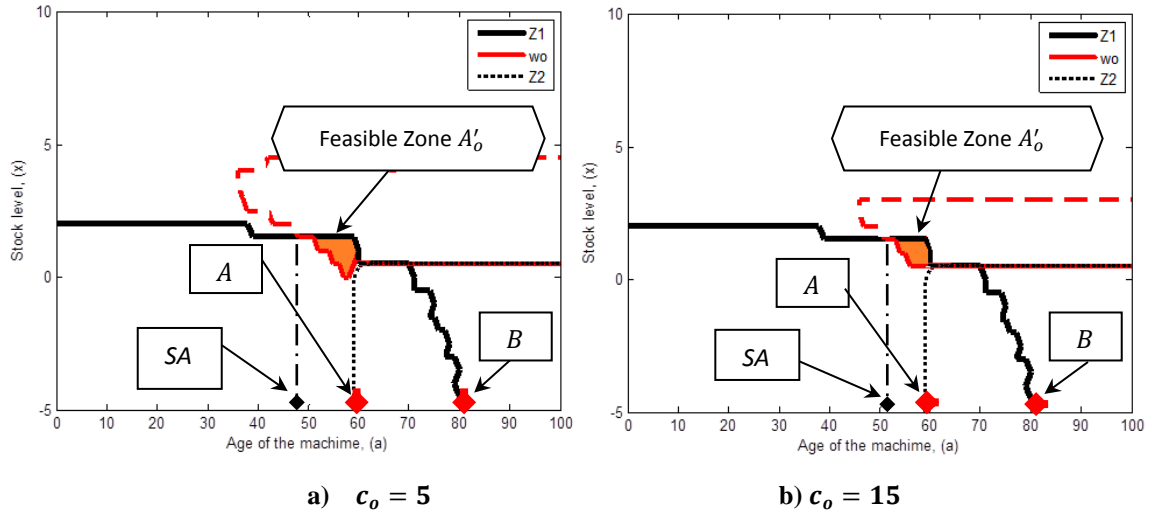 10
5
0
-5
Stock level, (x)
Z1
wo
Z2
Feasible Zone A′ₒ
A
SA
B
0 10 20 30 40 50 60 70 80 90 100
Age of the machine, (a)
a) cₒ = 5
10
5
0
-5
Stock level, (x)
Z1
wo
Z2
Feasible Zone A′ₒ
A
SA
B
0 10 20 30 40 50 60 70 80 90 100
Age of the machine, (a)
b) cₒ = 15